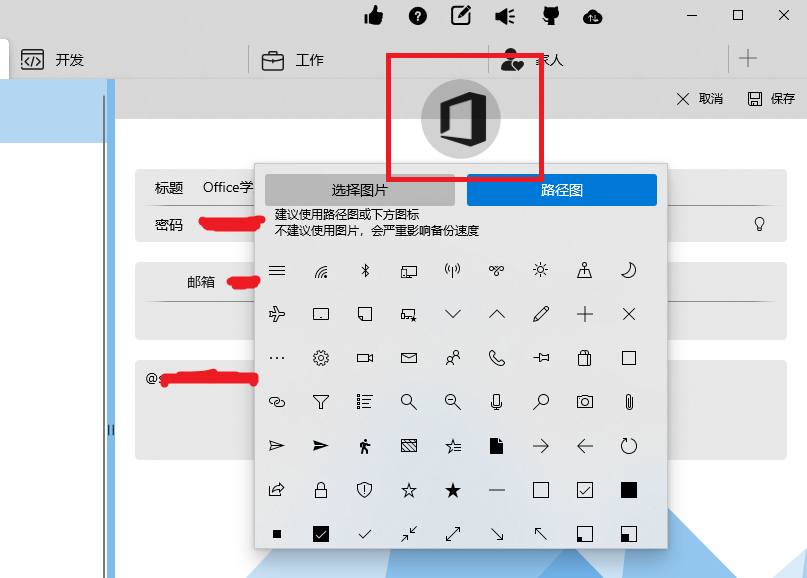 开发
工作
家人
取消
保存
标题
Office学
密码
选择图片
路径图
建议使用路径图或下方图标
不建议使用图片，会严重影响备份速度
邮箱
@